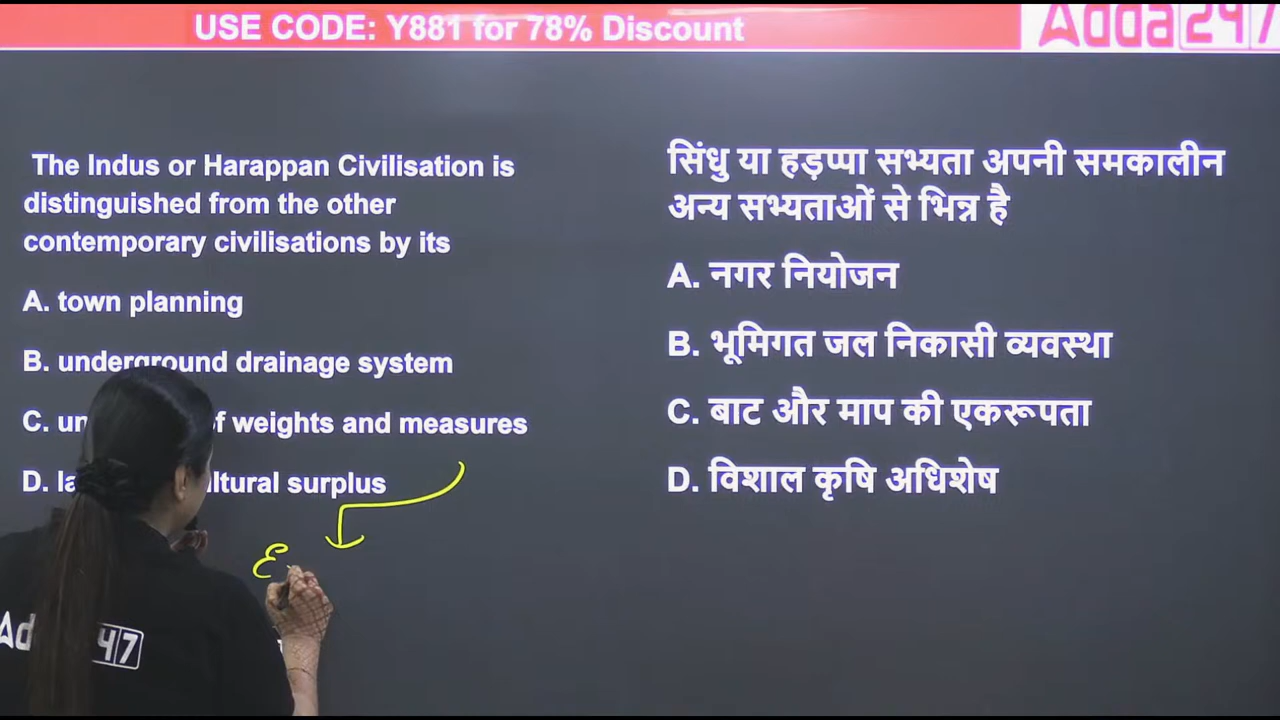 USE CODE: Y881 for 78% Discount
Adda247
The Indus or Harappan Civilisation is
distinguished from the other
contemporary civilisations by its
A. town planning
B. underground drainage system
C. of weights and measures
D. surplus
सिंधु या हड़प्पा सभ्यता अपनी समकालीन
अन्य सभ्यताओं से भिन्न है
A. नगर नियोजन
B. भूमिगत जल निकासी व्यवस्था
C. बाट और माप की एकरूपता
D. विशाल कृषि अधिशेष